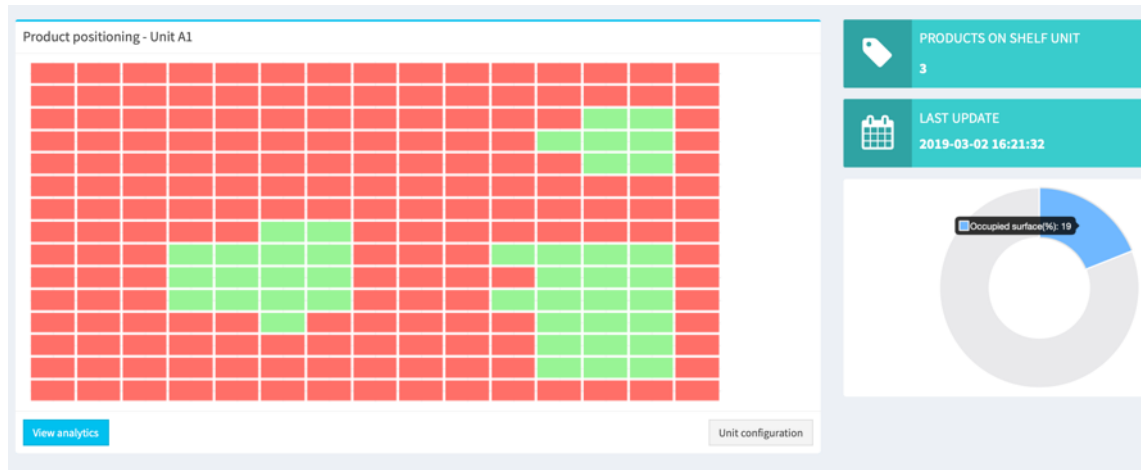 Product positioning - Unit A1
View analytics
Unit configuration
PRODUCTS ON SHELF UNIT
3
LAST UPDATE
2019-03-02 16:21:32
Occupied surface(%): 19